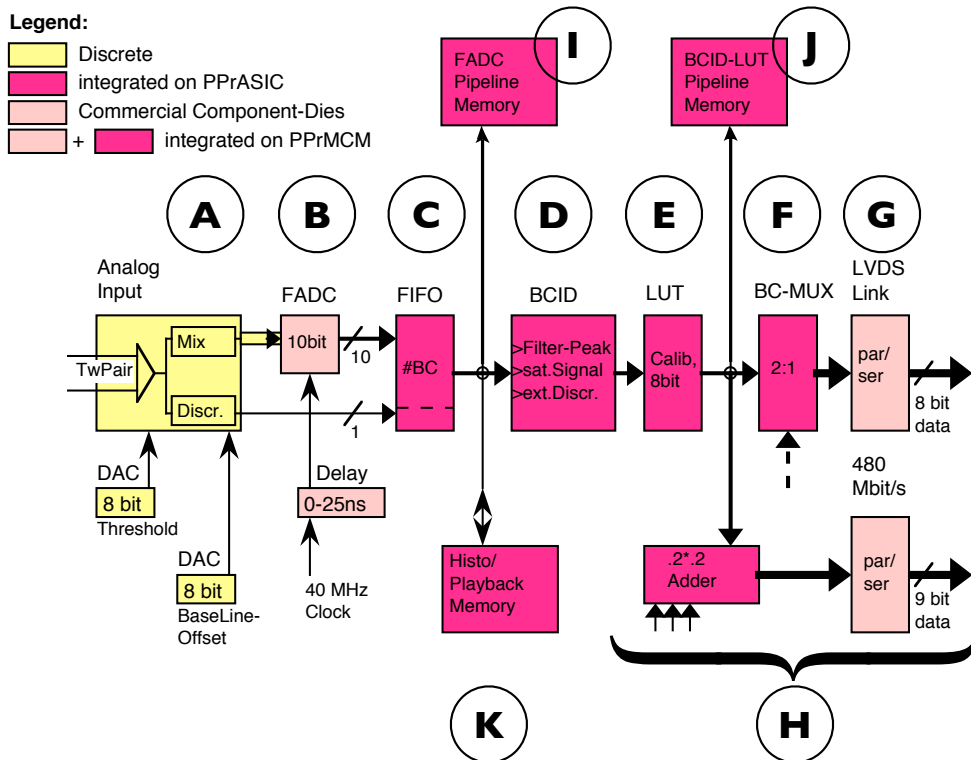 Legend:
Discrete
integrated on PPrASIC
Commercial Component-Dies
+ integrated on PPrMCM
FADC
Pipeline
Memory
I
BCID-LUT
Pipeline
Memory
J
A
B
C
D
E
F
G
Analog
Input
FADC
FIFO
BCID
LUT
BC-MUX
LVDS
Link
TwPair
Mix
Discr.
10bit
10
1
#BC
>Filter-Peak
>sat.Signal
>ext.Discr.
Calib,
8bit
2:1
par/
ser
8 bit
data
DAC
8 bit
Threshold
DAC
8 bit
BaseLine-
Offset
Delay
0-25ns
40 MHz
Clock
Histo/
Playback
Memory
.2*.2
Adder
480
Mbit/s
par/
ser
9 bit
data
K
H